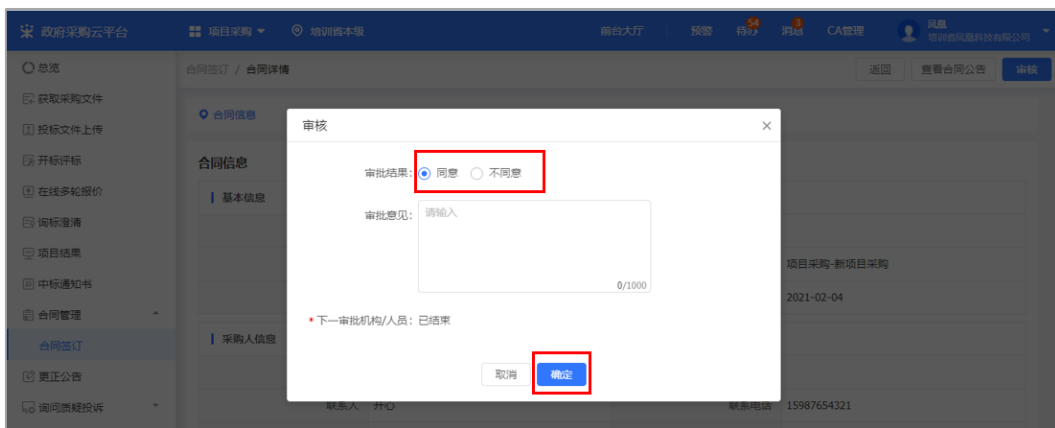 政府采购云平台 项目采购 培训省本级 前台大厅 预警 待办 54 消息 3 CA管理 凤凰
培训省凤凰科技有限公司
总览 合同签订 / 合同详情 返回 查看合同公告 审核
获取采购文件
合同信息
投标文件上传
审核
开标评标
合同信息
审批结果: 同意 不同意
在线多轮报价
基本信息
审批意见: 请输入
询标澄清
项目结果
项目采购-新项目采购
中标通知书
0/1000
2021-02-04
合同管理
* 下一审批机构/人员: 已结束
合同签订
采购人信息
更正公告
取消 确定
询问质疑投诉
联系人 开心 联系电话 15987654321